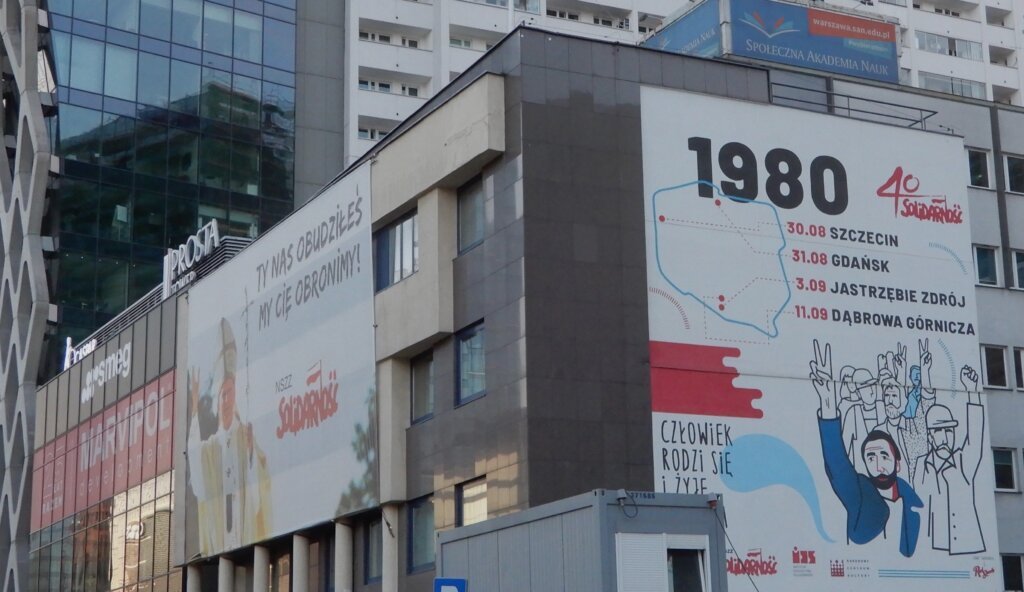 warszawa.san.edu.pl
SPOŁECZNA AKADEMIA NAUK
PROSTA
smeg
MARVIPOL
TY NAS OBUDZIŁEŚ
MY CIĘ OBRONIMY!
NSZZ
SOLIDARNOŚĆ
1980
40
SOLIDARNOŚĆ
30.08 SZCZECIN
31.08 GDAŃSK
3.09 JASTRZĘBIE ZDRÓJ
11.09 DĄBROWA GÓRNICZA
CZŁOWIEK
RODZI SIĘ
I ŻYJE
SOLIDARNOŚĆ